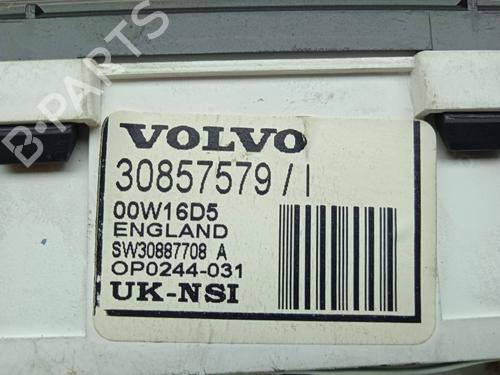 VOLVO
30857579/I
00W16D5
ENGLAND
SW30887708 A
OP0244-031
UK-NSI
B-PARTS